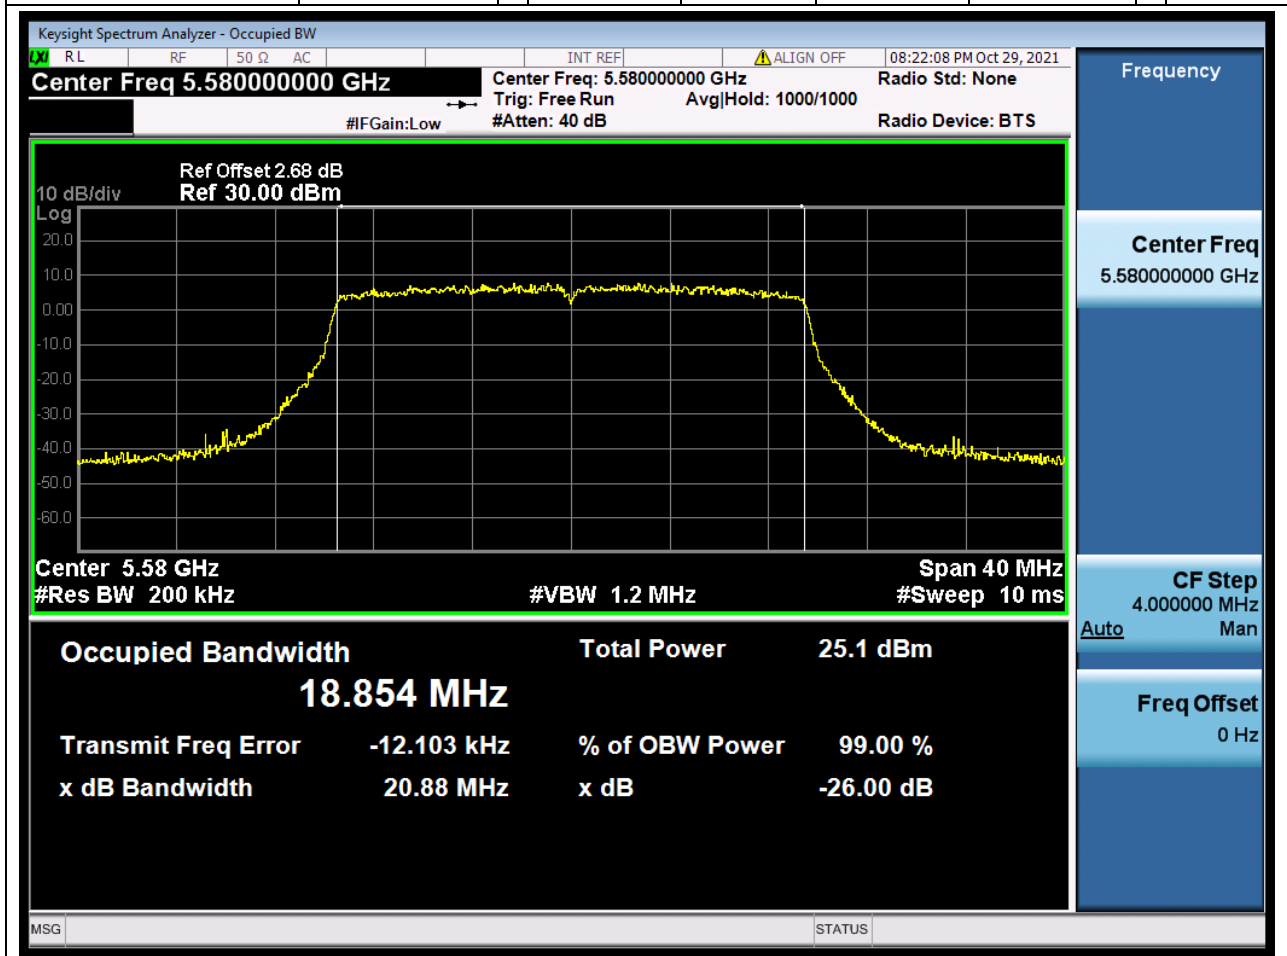 Keysight Spectrum Analyzer - Occupied BW
LXI RL RF 50 Ω AC INT REF ALIGN OFF 08:22:08 PM Oct 29, 2021
Center Freq 5.580000000 GHz
Center Freq: 5.580000000 GHz
Radio Std: None
Trig: Free Run Avg|Hold: 1000/1000
#IFGain:Low
#Atten: 40 dB
Radio Device: BTS
Ref Offset 2.68 dB
10 dB/div Ref 30.00 dBm
Log
20.0
10.0
0.00
-10.0
-20.0
-30.0
-40.0
-50.0
-60.0
Center 5.58 GHz Span 40 MHz
#Res BW 200 kHz #VBW 1.2 MHz #Sweep 10 ms
Occupied Bandwidth Total Power 25.1 dBm
18.854 MHz
Transmit Freq Error -12.103 kHz % of OBW Power 99.00 %
x dB Bandwidth 20.88 MHz x dB -26.00 dB
MSG STATUS
Frequency
Center Freq
5.580000000 GHz
CF Step
4.000000 MHz
Auto Man
Freq Offset
0 Hz